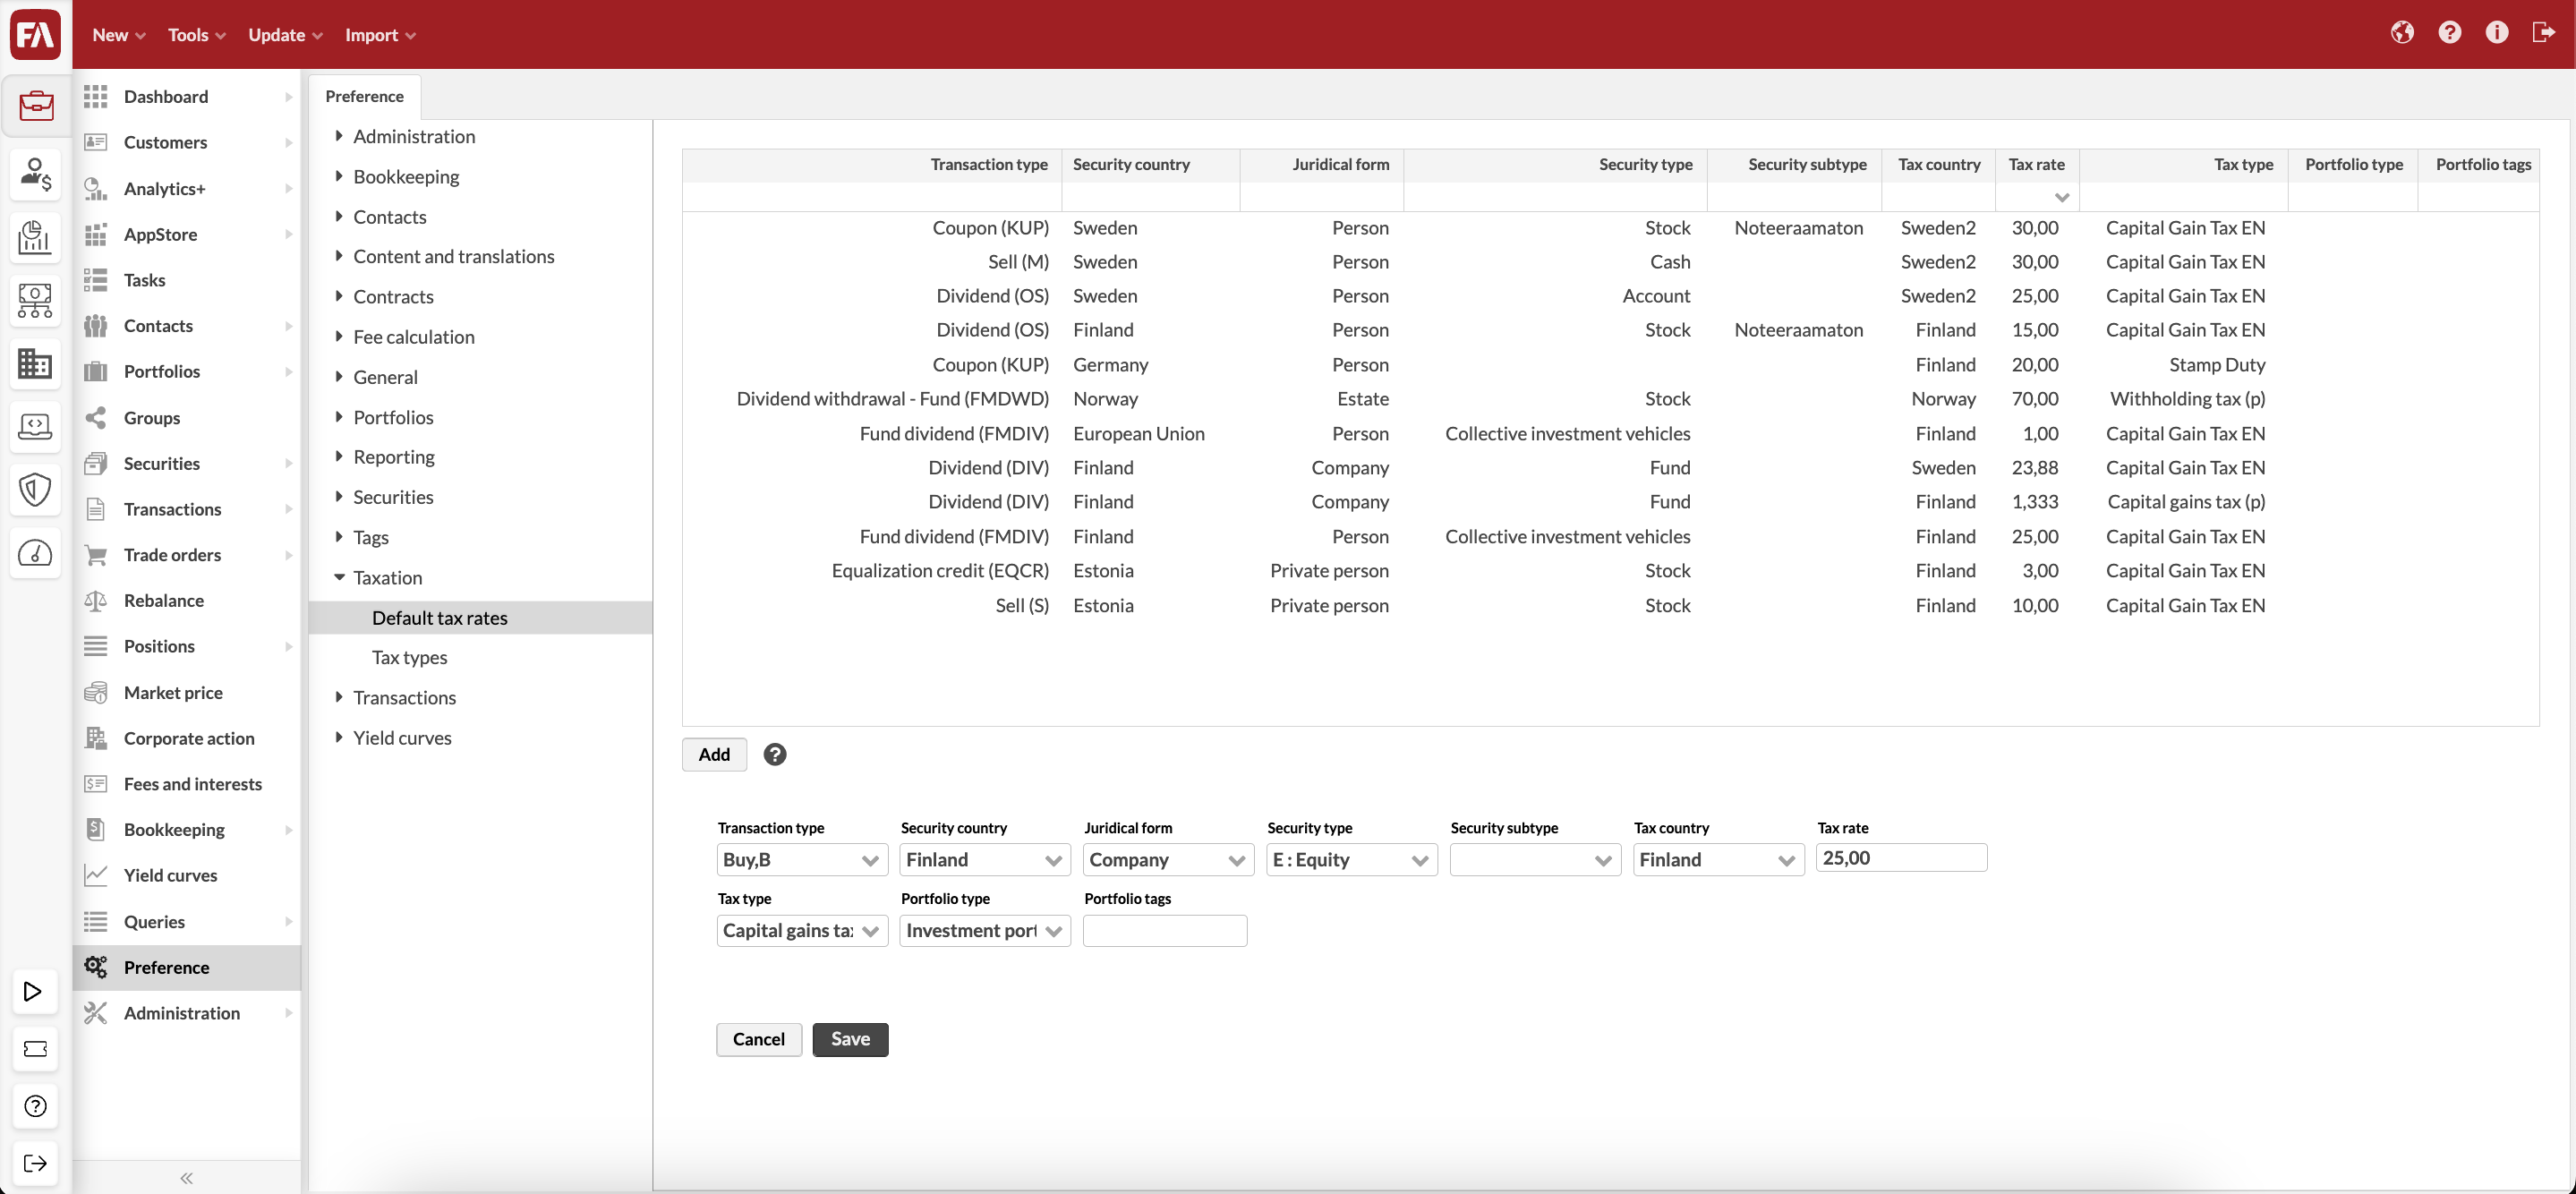 FA
New Tools Update Import
Dashboard
Customers
Analytics+
AppStore
Tasks
Contacts
Portfolios
Groups
Securities
Transactions
Trade orders
Rebalance
Positions
Market price
Corporate action
Fees and interests
Bookkeeping
Yield curves
Queries
Preference
Administration
Preference
Administration
Bookkeeping
Contacts
Content and translations
Contracts
Fee calculation
General
Portfolios
Reporting
Securities
Tags
Taxation
Default tax rates
Tax types
Transactions
Yield curves
Transaction type Security country Juridical form Security type Security subtype Tax country Tax rate Tax type Portfolio type Portfolio tags
Coupon (KUP) Sweden Person Stock Noteeraamaton Sweden2 30,00 Capital Gain Tax EN
Sell (M) Sweden Person Cash Sweden2 30,00 Capital Gain Tax EN
Dividend (OS) Sweden Person Account Sweden2 25,00 Capital Gain Tax EN
Dividend (OS) Finland Person Stock Noteeraamaton Finland 15,00 Capital Gain Tax EN
Coupon (KUP) Germany Person Finland 20,00 Stamp Duty
Dividend withdrawal - Fund (FMDWD) Norway Estate Stock Norway 70,00 Withholding tax (p)
Fund dividend (FMDIV) European Union Person Collective investment vehicles Finland 1,00 Capital Gain Tax EN
Dividend (DIV) Finland Company Fund Sweden 23,88 Capital Gain Tax EN
Dividend (DIV) Finland Company Fund Finland 1,333 Capital gains tax (p)
Fund dividend (FMDIV) Finland Person Collective investment vehicles Finland 25,00 Capital Gain Tax EN
Equalization credit (EQCR) Estonia Private person Stock Finland 3,00 Capital Gain Tax EN
Sell (S) Estonia Private person Stock Finland 10,00 Capital Gain Tax EN
Add ?
Transaction type Security country Juridical form Security type Security subtype Tax country Tax rate
Buy,B Finland Company E : Equity Finland 25,00
Tax type Portfolio type Portfolio tags
Capital gains ta Investment port
Cancel Save